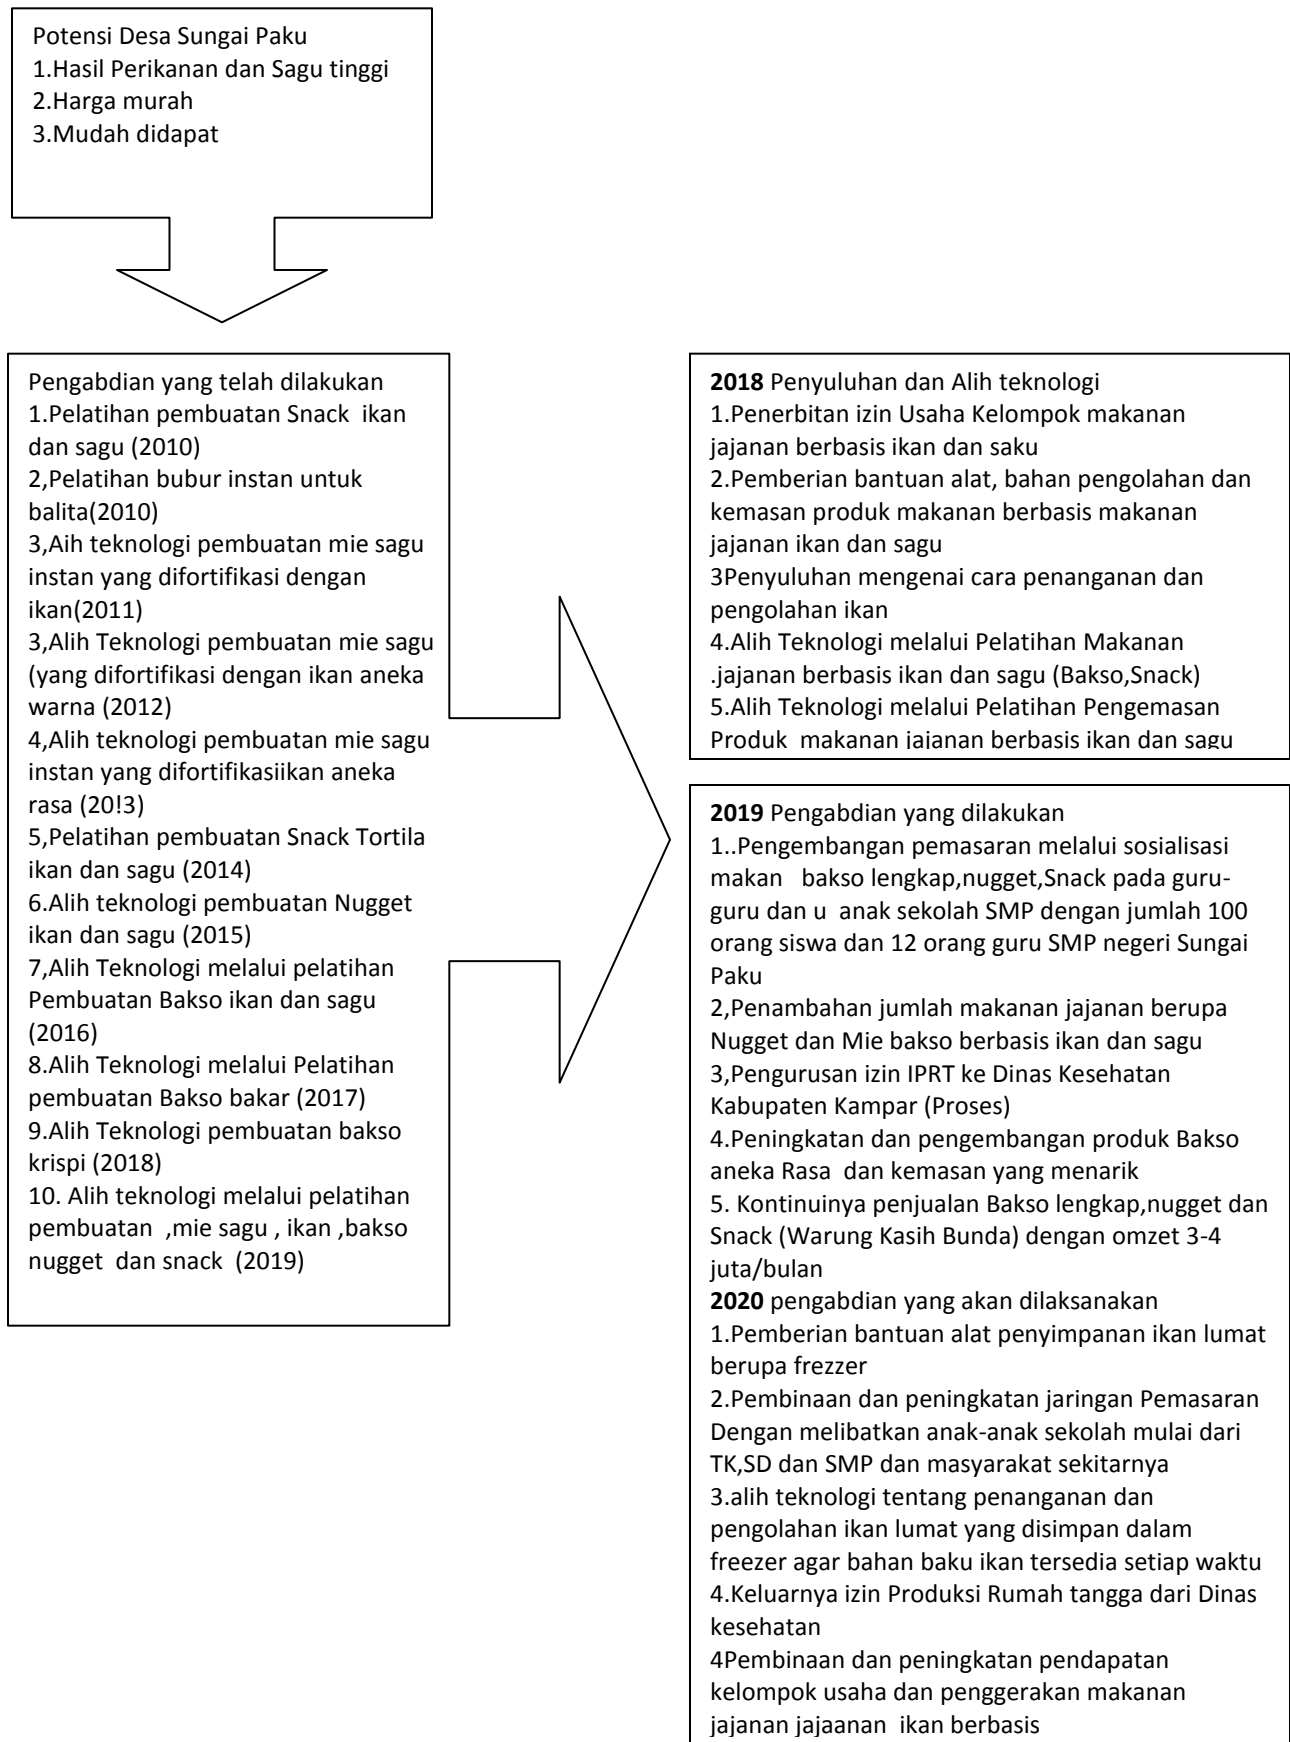 Potensi Desa Sungai Paku
1.Hasil Perikanan dan Sagu tinggi
2.Harga murah
3.Mudah didapat
Pengabdian yang telah dilakukan
1.Pelatihan pembuatan Snack ikan
dan sagu (2010)
2,Pelatihan bubur instan untuk
balita(2010)
3,Aih teknologi pembuatan mie sagu
instan yang difortifikasi dengan
ikan(2011)
3,Alih Teknologi pembuatan mie sagu
(yang difortifikasi dengan ikan aneka
warna (2012)
4,Alih teknologi pembuatan mie sagu
instan yang difortifikasiikan aneka
rasa (20!3)
5,Pelatihan pembuatan Snack Tortila
ikan dan sagu (2014)
6.Alih teknologi pembuatan Nugget
ikan dan sagu (2015)
7,Alih Teknologi melalui pelatihan
Pembuatan Bakso ikan dan sagu
(2016)
8.Alih Teknologi melalui Pelatihan
pembuatan Bakso bakar (2017)
9.Alih Teknologi pembuatan bakso
krispi (2018)
10. Alih teknologi melalui pelatihan
pembuatan ,mie sagu , ikan ,bakso
nugget dan snack (2019)
2018 Penyuluhan dan Alih teknologi
1.Penerbitan izin Usaha Kelompok makanan
jajanan berbasis ikan dan saku
2.Pemberian bantuan alat, bahan pengolahan dan
kemasan produk makanan berbasis makanan
jajanan ikan dan sagu
3Penyuluhan mengenai cara penanganan dan
pengolahan ikan
4.Alih Teknologi melalui Pelatihan Makanan
.jajanan berbasis ikan dan sagu (Bakso,Snack)
5.Alih Teknologi melalui Pelatihan Pengemasan
Produk makanan jajanan berbasis ikan dan sagu
2019 Pengabdian yang dilakukan
1..Pengembangan pemasaran melalui sosialisasi
makan bakso lengkap,nugget,Snack pada guru-
guru dan u anak sekolah SMP dengan jumlah 100
orang siswa dan 12 orang guru SMP negeri Sungai
Paku
2,Penambahan jumlah makanan jajanan berupa
Nugget dan Mie bakso berbasis ikan dan sagu
3,Pengurusan izin IPRT ke Dinas Kesehatan
Kabupaten Kampar (Proses)
4.Peningkatan dan pengembangan produk Bakso
aneka Rasa dan kemasan yang menarik
5. Kontinuinya penjualan Bakso lengkap,nugget dan
Snack (Warung Kasih Bunda) dengan omzet 3-4
juta/bulan
2020 pengabdian yang akan dilaksanakan
1.Pemberian bantuan alat penyimpanan ikan lumat
berupa frezzer
2.Pembinaan dan peningkatan jaringan Pemasaran
Dengan melibatkan anak-anak sekolah mulai dari
TK,SD dan SMP dan masyarakat sekitarnya
3.alih teknologi tentang penanganan dan
pengolahan ikan lumat yang disimpan dalam
freezer agar bahan baku ikan tersedia setiap waktu
4.Keluarnya izin Produksi Rumah tangga dari Dinas
kesehatan
4Pembinaan dan peningkatan pendapatan
kelompok usaha dan penggerakan makanan
jajanan jajaanan ikan berbasis